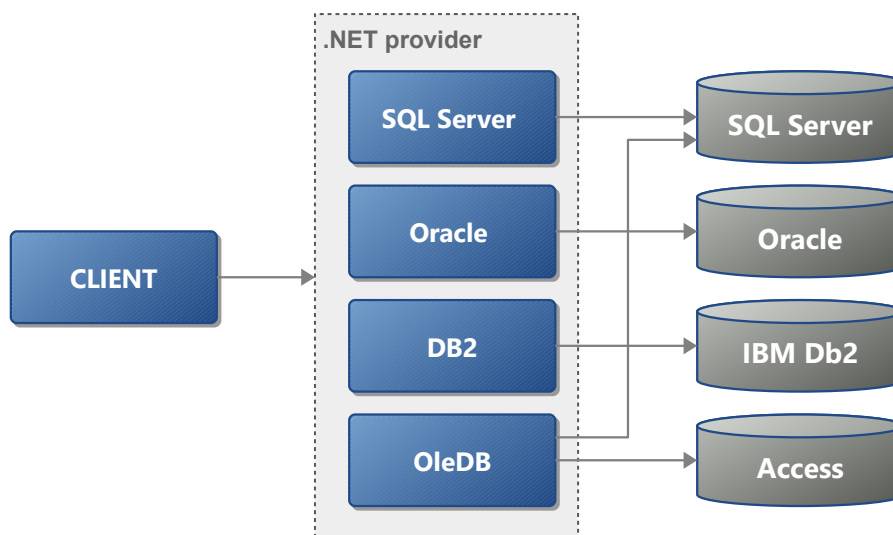 .NET provider
SQL Server
SQL Server
Oracle
Oracle
CLIENT
DB2
IBM Db2
OleDB
Access